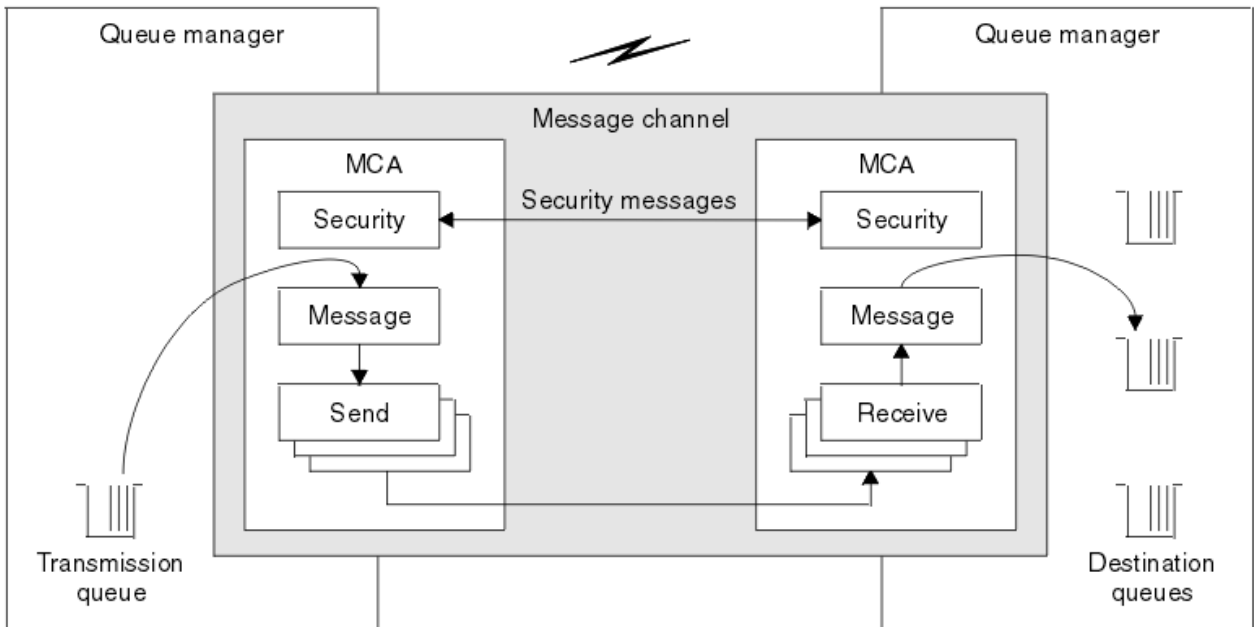 Queue manager
Queue manager
Message channel
MCA
MCA
Security
Security messages
Security
Message
Message
Send
Receive
Transmission
queue
Destination
queues